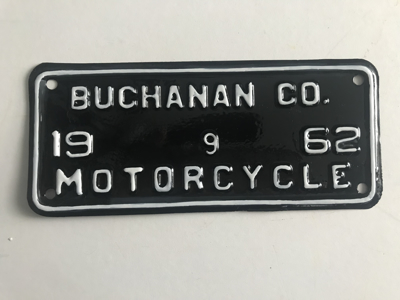 BUCHANAN CO.
19 9 62
MOTORCYCLE